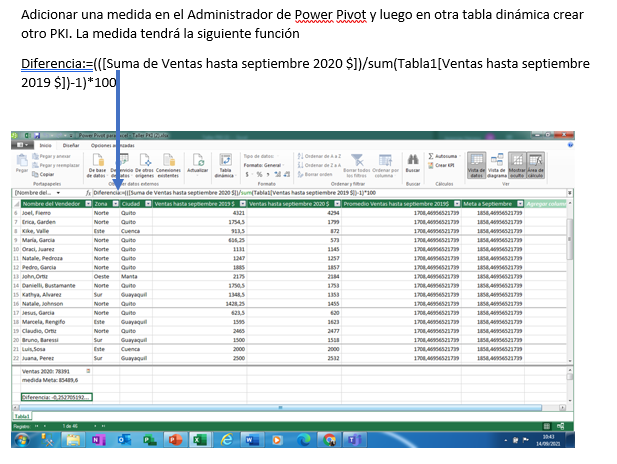 Adicionar una medida en el Administrador de Power Pivot y luego en otra tabla dinámica crear
otro PKI. La medida tendrá la siguiente función
Diferencia:=(([Suma de Ventas hasta septiembre 2020 $])/sum(Tabla1[Ventas hasta septiembre
2019 $])-1)*100
Inicio Diseñar Opciones avanzadas
Pegar y anexar
Pegar y reemplazar
Copiar
Pegar
De base de datos De servicio de datos De otros orígenes Conexiones existentes
Actualizar
Tabla dinámica
Tipo de datos:
Formato: General
$ - %
Ordenar de A a Z
Ordenar de Z a A
Borrar orden
Borrar todos los filtros
Ordenar por columna
Buscar
Autosuma
Crear KPI
Vista de datos Vista de diagrama Mostrar oculto Área de cálculo
Portapapeles Obtener datos externos Formato Ordenar y filtrar Buscar Cálculos Ver
[Nombre del... fx Diferencia:=(([Suma de Ventas hasta septiembre 2020 $])/sum(Tabla1[Ventas hasta septiembre 2019 $])-1)*100
Nombre del Vendedor Zona Ciudad Ventas hasta septiembre 2019 $ Ventas hasta septiembre 2020 $ Promedio Ventas hasta septiembre 2019$ Meta a Septiembre Agregar columna
6 Joel, Fierro Norte Quito 4321 4294 1708,46956521739 1858,46956521739
7 Erica, Garden Norte Quito 1754,5 1799 1708,46956521739 1858,46956521739
8 Kike, Valle Este Cuenca 913,5 872 1708,46956521739 1858,46956521739
9 María, Garcia Norte Quito 616,25 573 1708,46956521739 1858,46956521739
10 Oraci, Juarez Norte Quito 1131 1145 1708,46956521739 1858,46956521739
11 Natale, Pedroza Norte Quito 1247 1257 1708,46956521739 1858,46956521739
12 Pedro, Garcia Norte Quito 1885 1857 1708,46956521739 1858,46956521739
13 John,Ortiz Oeste Manta 2175 2184 1708,46956521739 1858,46956521739
14 Danielli, Bustamante Norte Quito 1750,5 1753 1708,46956521739 1858,46956521739
15 Kathya, Alvarez Sur Guayaquil 1348,5 1353 1708,46956521739 1858,46956521739
16 Natale, Johnson Norte Quito 1428,25 1455 1708,46956521739 1858,46956521739
17 Jesus, Garcia Norte Quito 623,5 620 1708,46956521739 1858,46956521739
18 Marcela, Rengifo Este Guayaquil 1595 1623 1708,46956521739 1858,46956521739
19 Claudio, Ortiz Norte Quito 2465 2477 1708,46956521739 1858,46956521739
20 Bruno, Baressi Sur Guayaquil 1500 1518 1708,46956521739 1858,46956521739
21 Luis,Sosa Este Cuenca 2000 2000 1708,46956521739 1858,46956521739
22 Juana, Perez Sur Guayaquil 2500 2532 1708,46956521739 1858,46956521739
Ventas 2020: 78391
medida Meta: 85489,6
Diferencia: -0,252705192...
Tabla1
Registro: 1 de 46
10:43
14/09/2021